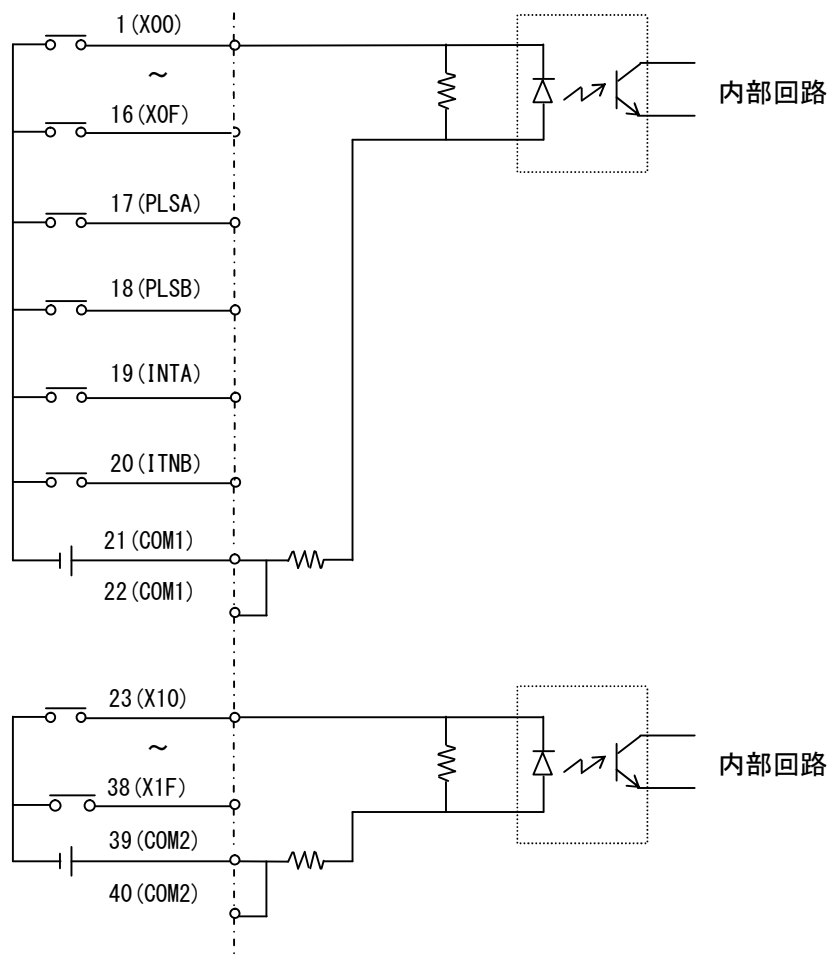 1(X00)
~
内部回路
16(X0F)
17(PLSA)
18(PLSB)
19(INTA)
20(ITNB)
21(COM1)
22(COM1)
23(X10)
~
内部回路
38(X1F)
39(COM2)
40(COM2)